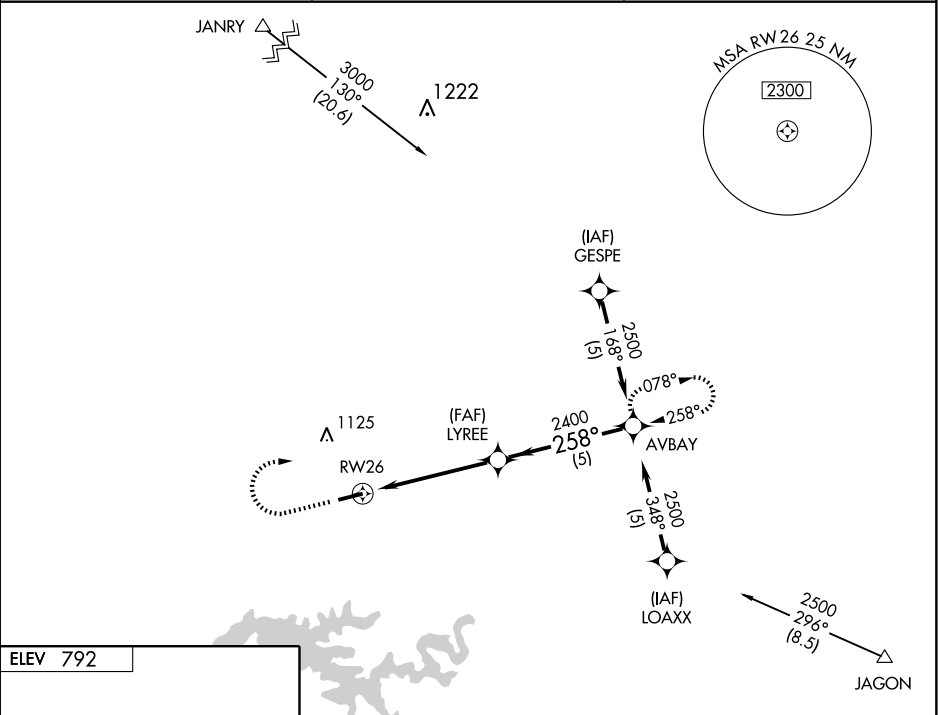 JANRY
3000
130°
(20.6)
1222
MSA RW26 25 NM
2300
(IAF)
GESPE
2500
168°
(5)
078°
258°
AVBAY
(FAF)
LYREE
2400
258°
(5)
1125
RW26
2500
348°
(5)
(IAF)
LOAXX
2500
296°
(8.5)
JAGON
ELEV 792